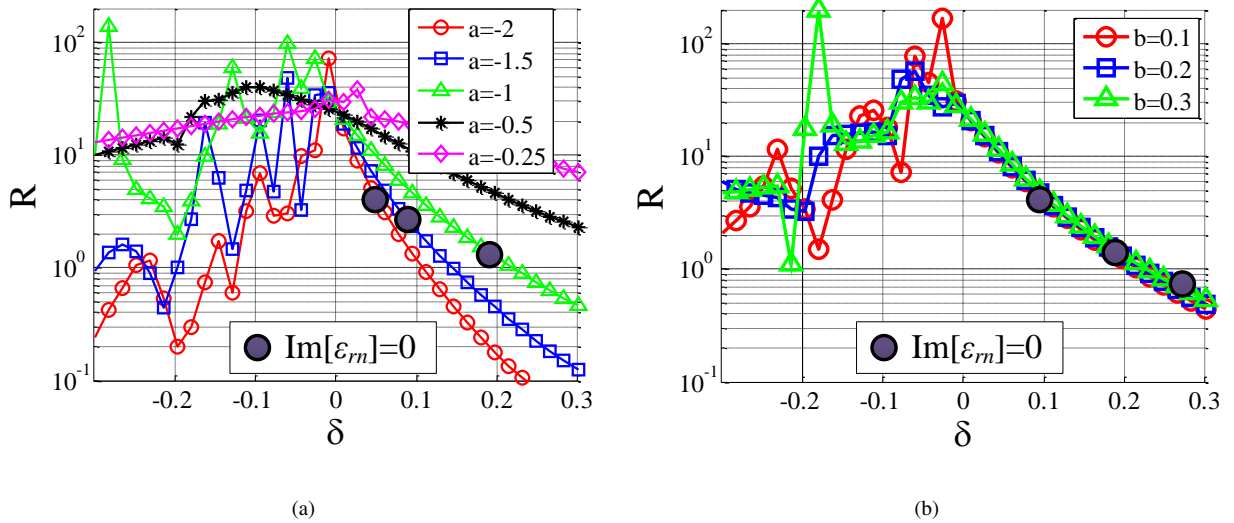 10²
10¹
10⁰
10⁻¹
R
-0.2
-0.1
0
0.1
0.2
0.3
δ
a=-2
a=-1.5
a=-1
a=-0.5
a=-0.25
Im[εrn]=0
(a)
10²
10¹
10⁰
10⁻¹
R
-0.2
-0.1
0
0.1
0.2
0.3
δ
b=0.1
b=0.2
b=0.3
Im[εrn]=0
(b)